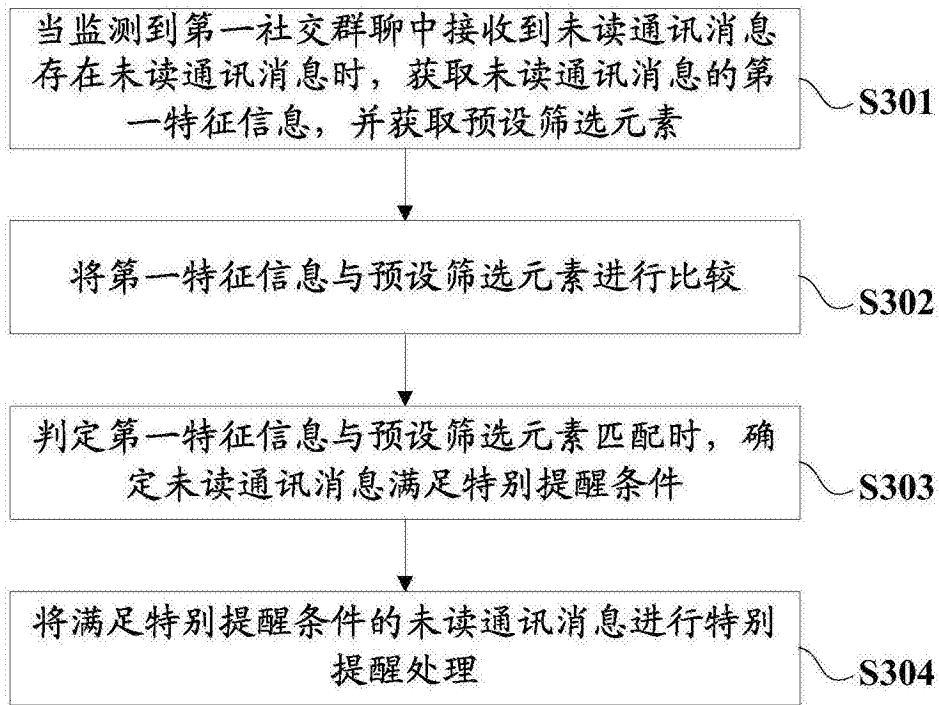 当监测到第一社交群聊中接收到未读通讯消息
存在未读通讯消息时，获取未读通讯消息的第
一特征信息，并获取预设筛选元素
S301
将第一特征信息与预设筛选元素进行比较
S302
判定第一特征信息与预设筛选元素匹配时，确
定未读通讯消息满足特别提醒条件
S303
将满足特别提醒条件的未读通讯消息进行特别
提醒处理
S304